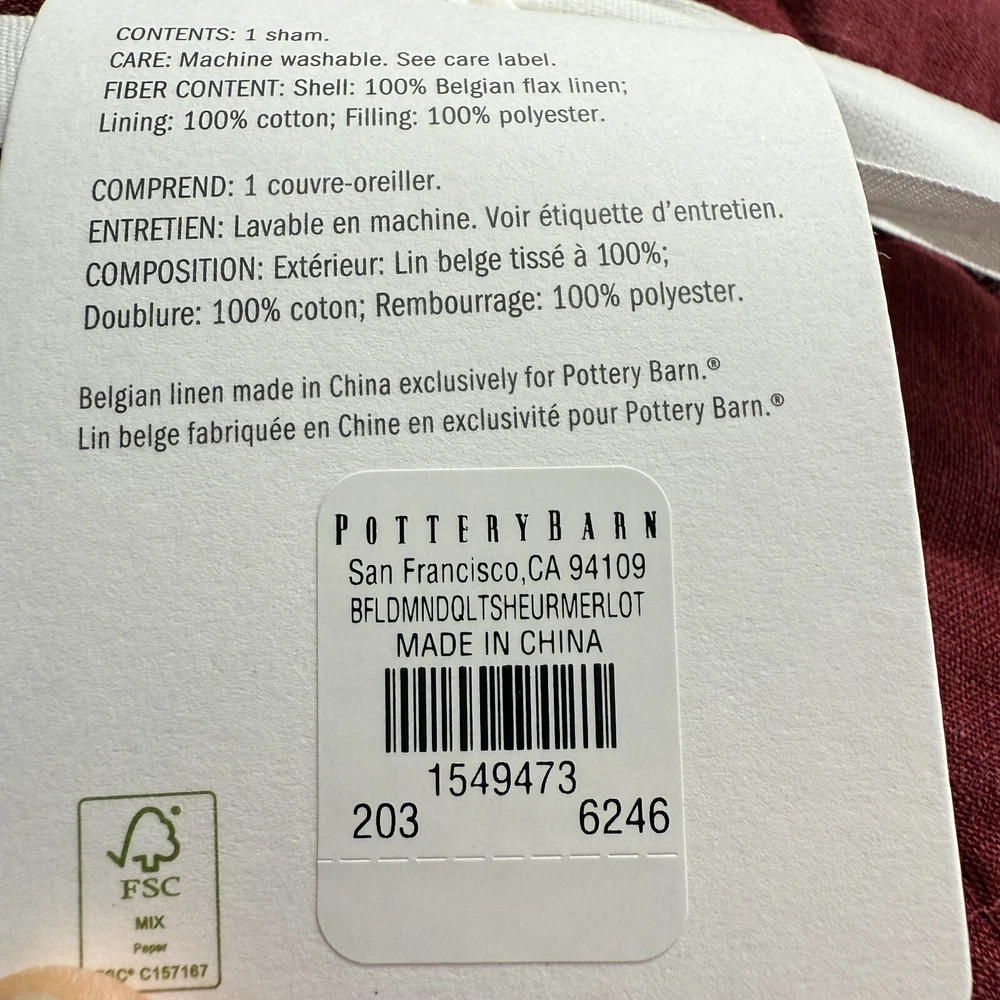 CONTENTS: 1 sham.
CARE: Machine washable. See care label.
FIBER CONTENT: Shell: 100% Belgian flax linen;
Lining: 100% cotton; Filling: 100% polyester.
COMPREND: 1 couvre-oreiller.
ENTRETIEN: Lavable en machine. Voir étiquette d'entretien.
COMPOSITION: Extérieur: Lin belge tissé à 100%;
Doublure: 100% coton; Rembourrage: 100% polyester.
Belgian linen made in China exclusively for Pottery Barn.®
Lin belge fabriquée en Chine en exclusivité pour Pottery Barn.®
POTTERY BARN
San Francisco,CA 94109
BFLDMNDQLTSHEURMERLOT
MADE IN CHINA
1549473
203 6246
FSC
MIX
Paper
C157167